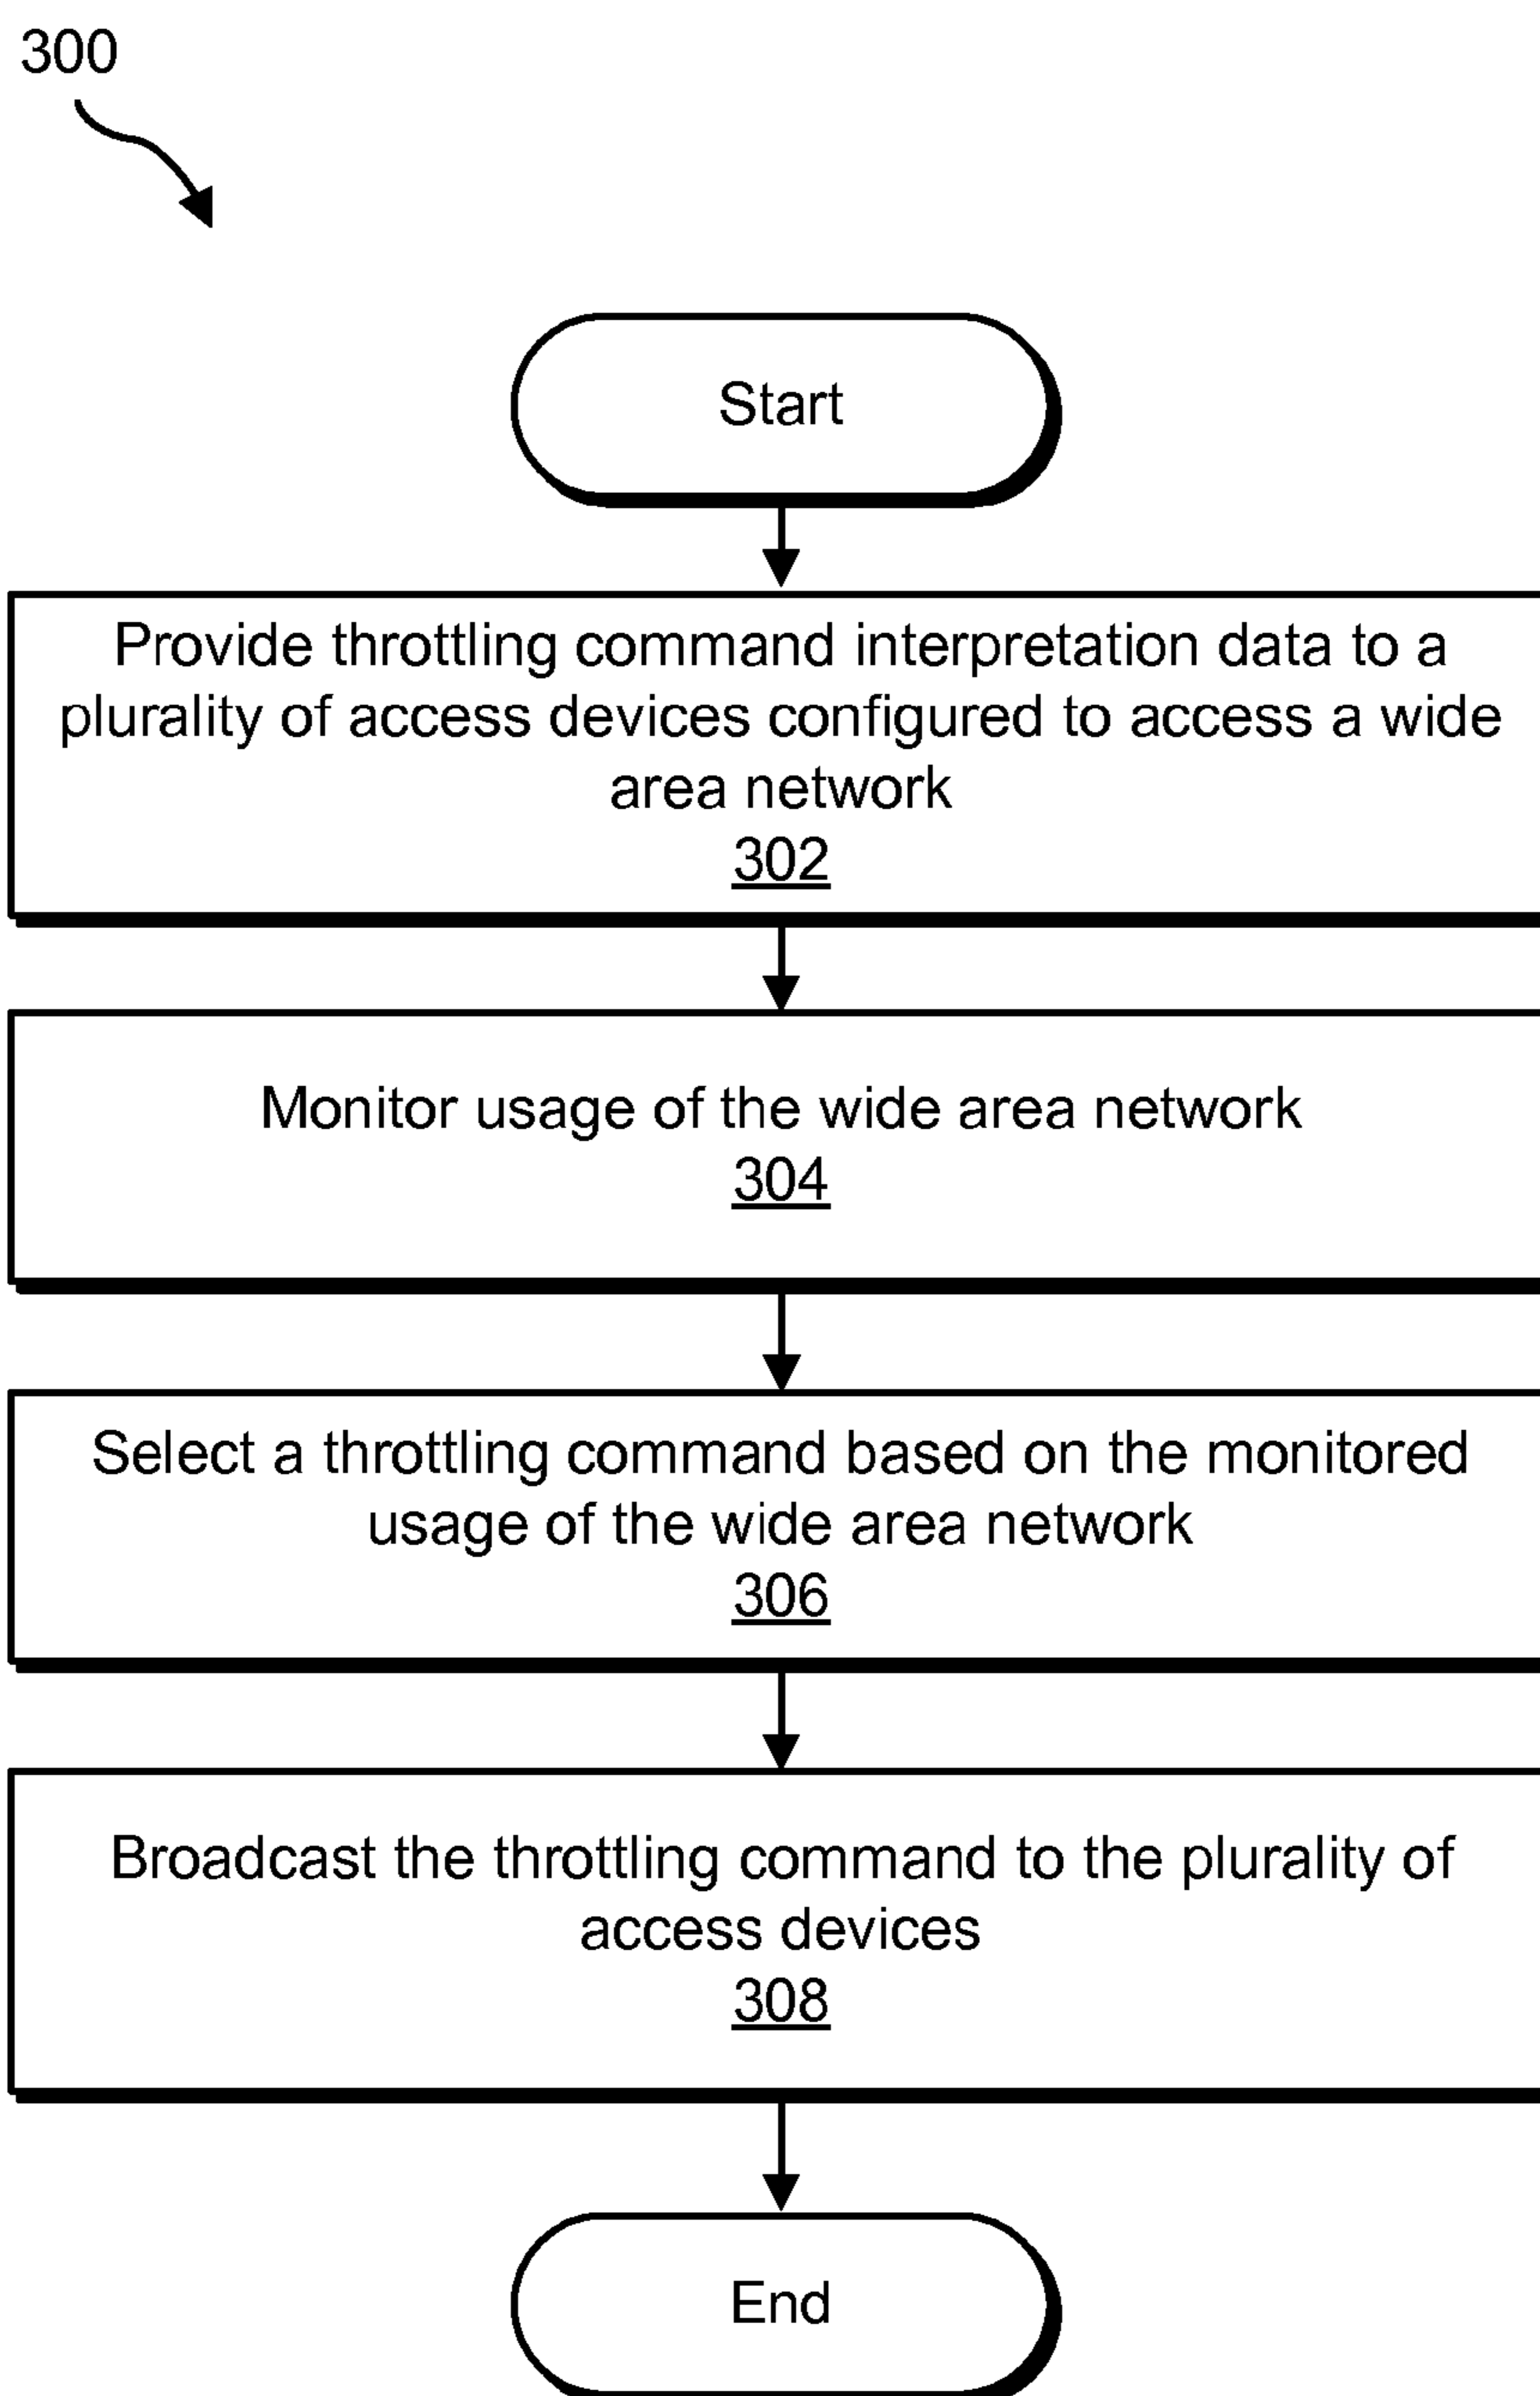 300
Start
Provide throttling command interpretation data to a
plurality of access devices configured to access a wide
area network
302
Monitor usage of the wide area network
304
Select a throttling command based on the monitored
usage of the wide area network
306
Broadcast the throttling command to the plurality of
access devices
308
End